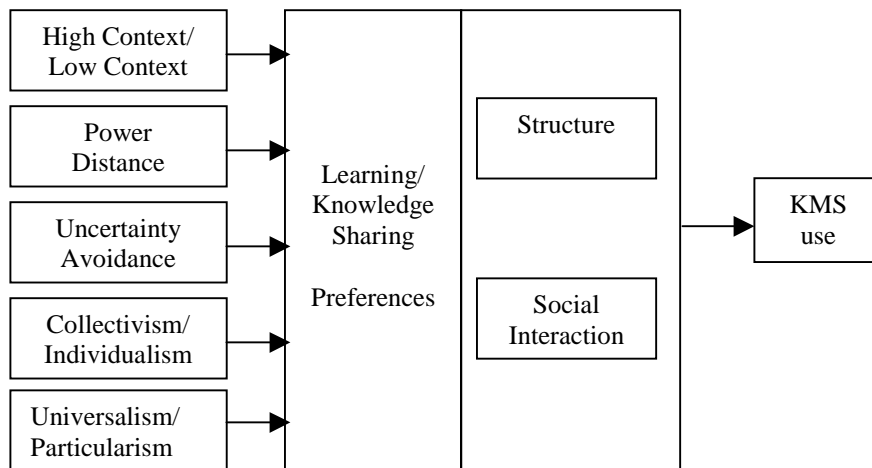 High Context/
Low Context
Power
Distance
Uncertainty
Avoidance
Collectivism/
Individualism
Universalism/
Particularism
Learning/
Knowledge
Sharing
Preferences
Structure
Social
Interaction
KMS
use